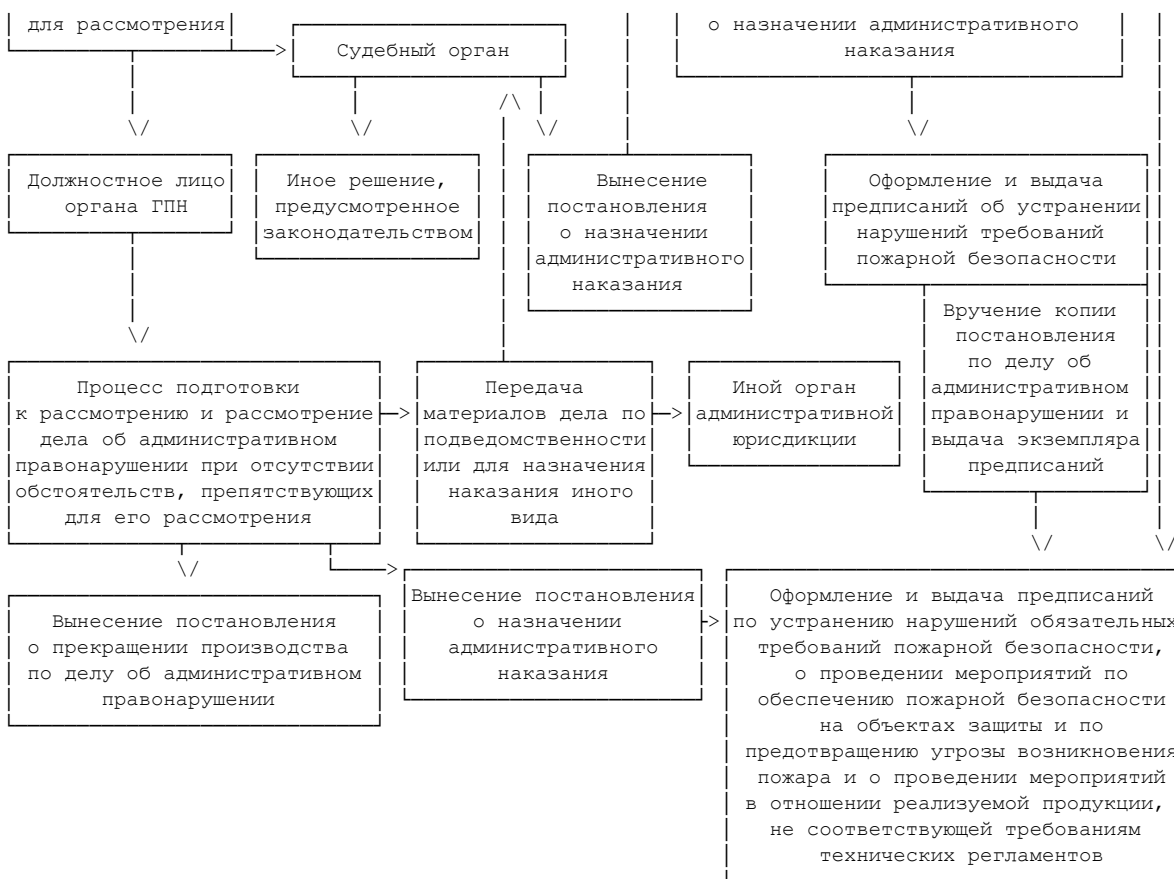 для рассмотрения
Судебный орган
о назначении административного
наказания
Должностное лицо
органа ГПН
Иное решение,
предусмотренное
законодательством
Вынесение
постановления
о назначении
административного
наказания
Оформление и выдача
предписаний об устранении
нарушений требований
пожарной безопасности
Вручение копии
постановления
по делу об
административном
правонарушении и
выдача экземпляра
предписаний
Процесс подготовки
к рассмотрению и рассмотрение
дела об административном
правонарушении при отсутствии
обстоятельств, препятствующих
для его рассмотрения
Передача
материалов дела по
подведомственности
или для назначения
наказания иного
вида
Иной орган
административной
юрисдикции
Вынесение постановления
о прекращении производства
по делу об административном
правонарушении
Вынесение постановления
о назначении
административного
наказания
Оформление и выдача предписаний
по устранению нарушений обязательных
требований пожарной безопасности,
о проведении мероприятий по
обеспечению пожарной безопасности
на объектах защиты и по
предотвращению угрозы возникновения
пожара и о проведении мероприятий
в отношении реализуемой продукции,
не соответствующей требованиям
технических регламентов